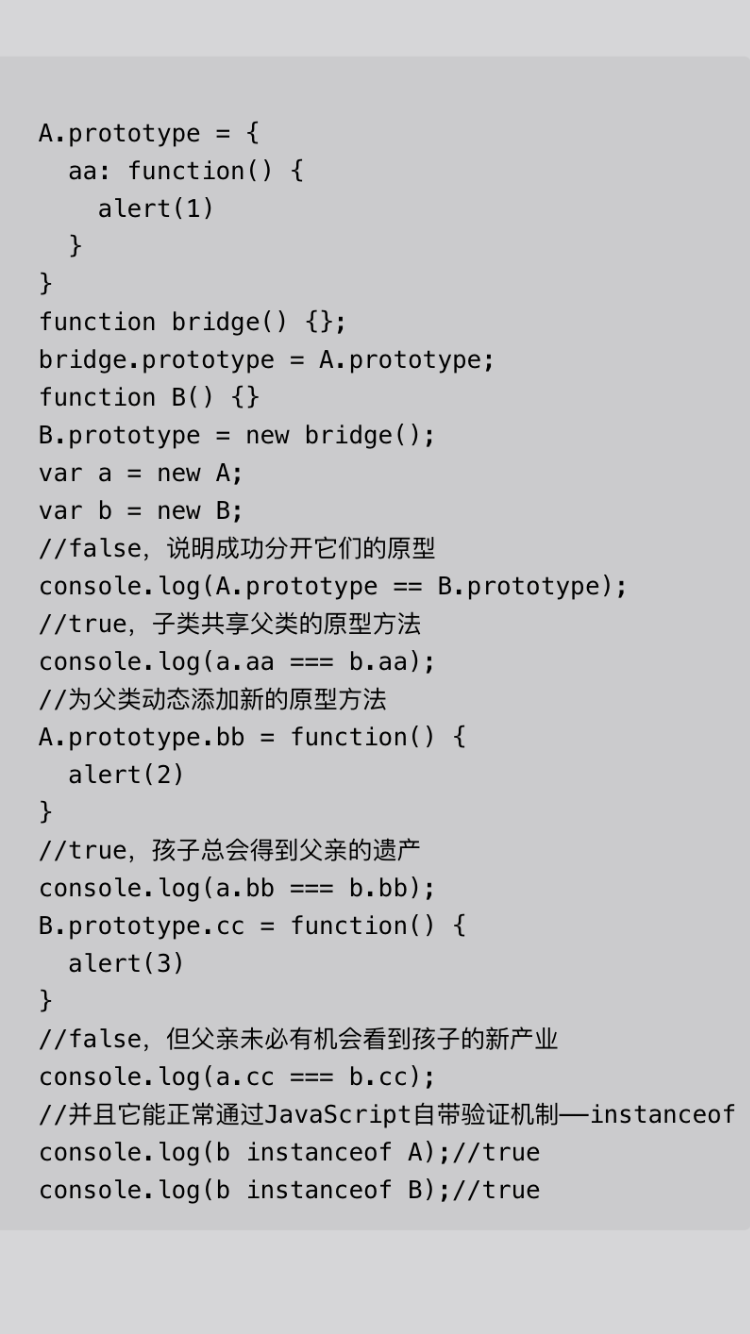 A.prototype = {
  aa: function() {
    alert(1)
  }
}
function bridge() {};
bridge.prototype = A.prototype;
function B() {}
B.prototype = new bridge();
var a = new A;
var b = new B;
//false，说明成功分开它们的原型
console.log(A.prototype == B.prototype);
//true，子类共享父类的原型方法
console.log(a.aa === b.aa);
//为父类动态添加新的原型方法
A.prototype.bb = function() {
  alert(2)
}
//true，孩子总会得到父亲的遗产
console.log(a.bb === b.bb);
B.prototype.cc = function() {
  alert(3)
}
//false，但父亲未必有机会看到孩子的新产业
console.log(a.cc === b.cc);
//并且它能正常通过JavaScript自带验证机制——instanceof
console.log(b instanceof A);//true
console.log(b instanceof B);//true